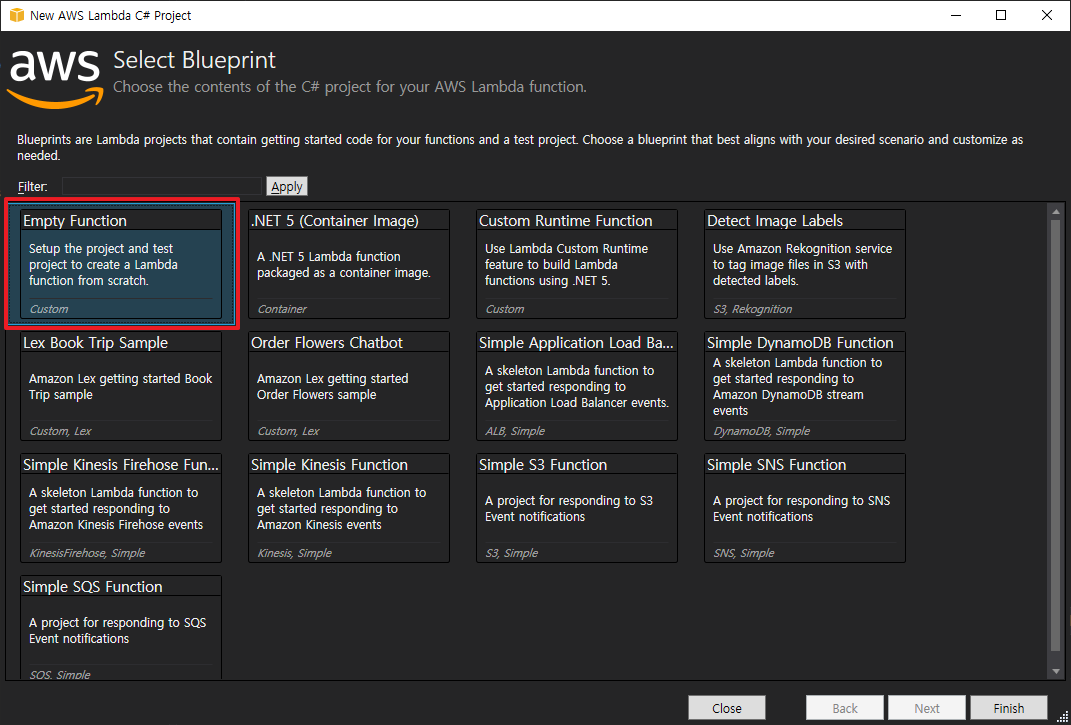 New AWS Lambda C# Project
aws
Select Blueprint
Choose the contents of the C# project for your AWS Lambda function.
Blueprints are Lambda projects that contain getting started code for your functions and a test project. Choose a blueprint that best aligns with your desired scenario and customize as
needed.
Filter:
Apply
Empty Function
Setup the project and test
project to create a Lambda
function from scratch.
Custom
.NET 5 (Container Image)
A .NET 5 Lambda function
packaged as a container image.
Container
Custom Runtime Function
Use Lambda Custom Runtime
feature to build Lambda
functions using .NET 5.
Custom
Detect Image Labels
Use Amazon Rekognition service
to tag image files in S3 with
detected labels.
S3, Rekognition
Lex Book Trip Sample
Amazon Lex getting started Book
Trip sample
Custom, Lex
Order Flowers Chatbot
Amazon Lex getting started
Order Flowers sample
Custom, Lex
Simple Application Load Ba...
A skeleton Lambda function to
get started responding to
Application Load Balancer events.
ALB, Simple
Simple DynamoDB Function
A skeleton Lambda function to
get started responding to
Amazon DynamoDB stream
events
DynamoDB, Simple
Simple Kinesis Firehose Fun...
A skeleton Lambda function to
get started responding to
Amazon Kinesis Firehose events
KinesisFirehose, Simple
Simple Kinesis Function
A skeleton Lambda function to
get started responding to
Amazon Kinesis events
Kinesis, Simple
Simple S3 Function
A project for responding to S3
Event notifications
S3, Simple
Simple SNS Function
A project for responding to SNS
Event notifications
SNS, Simple
Simple SQS Function
A project for responding to SQS
Event notifications
SQS, Simple
Close
Back
Next
Finish